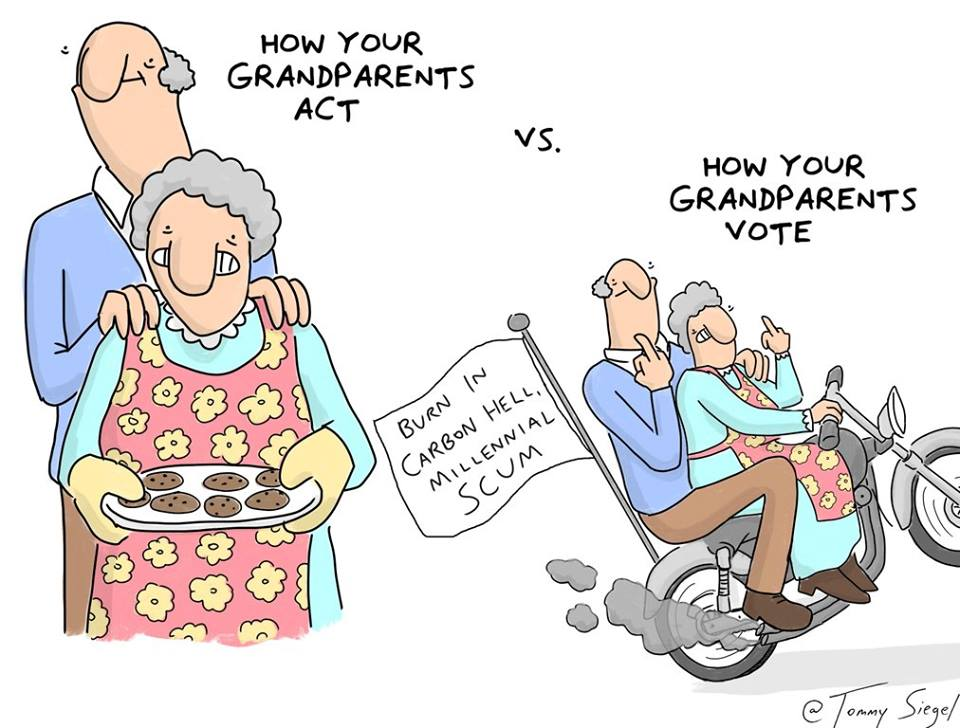 HOW YOUR
GRANDPARENTS
ACT
VS.
HOW YOUR
GRANDPARENTS
VOTE
BURN IN
CARBON HELL,
MILLENNIAL
SCUM
@ Tommy Siegel